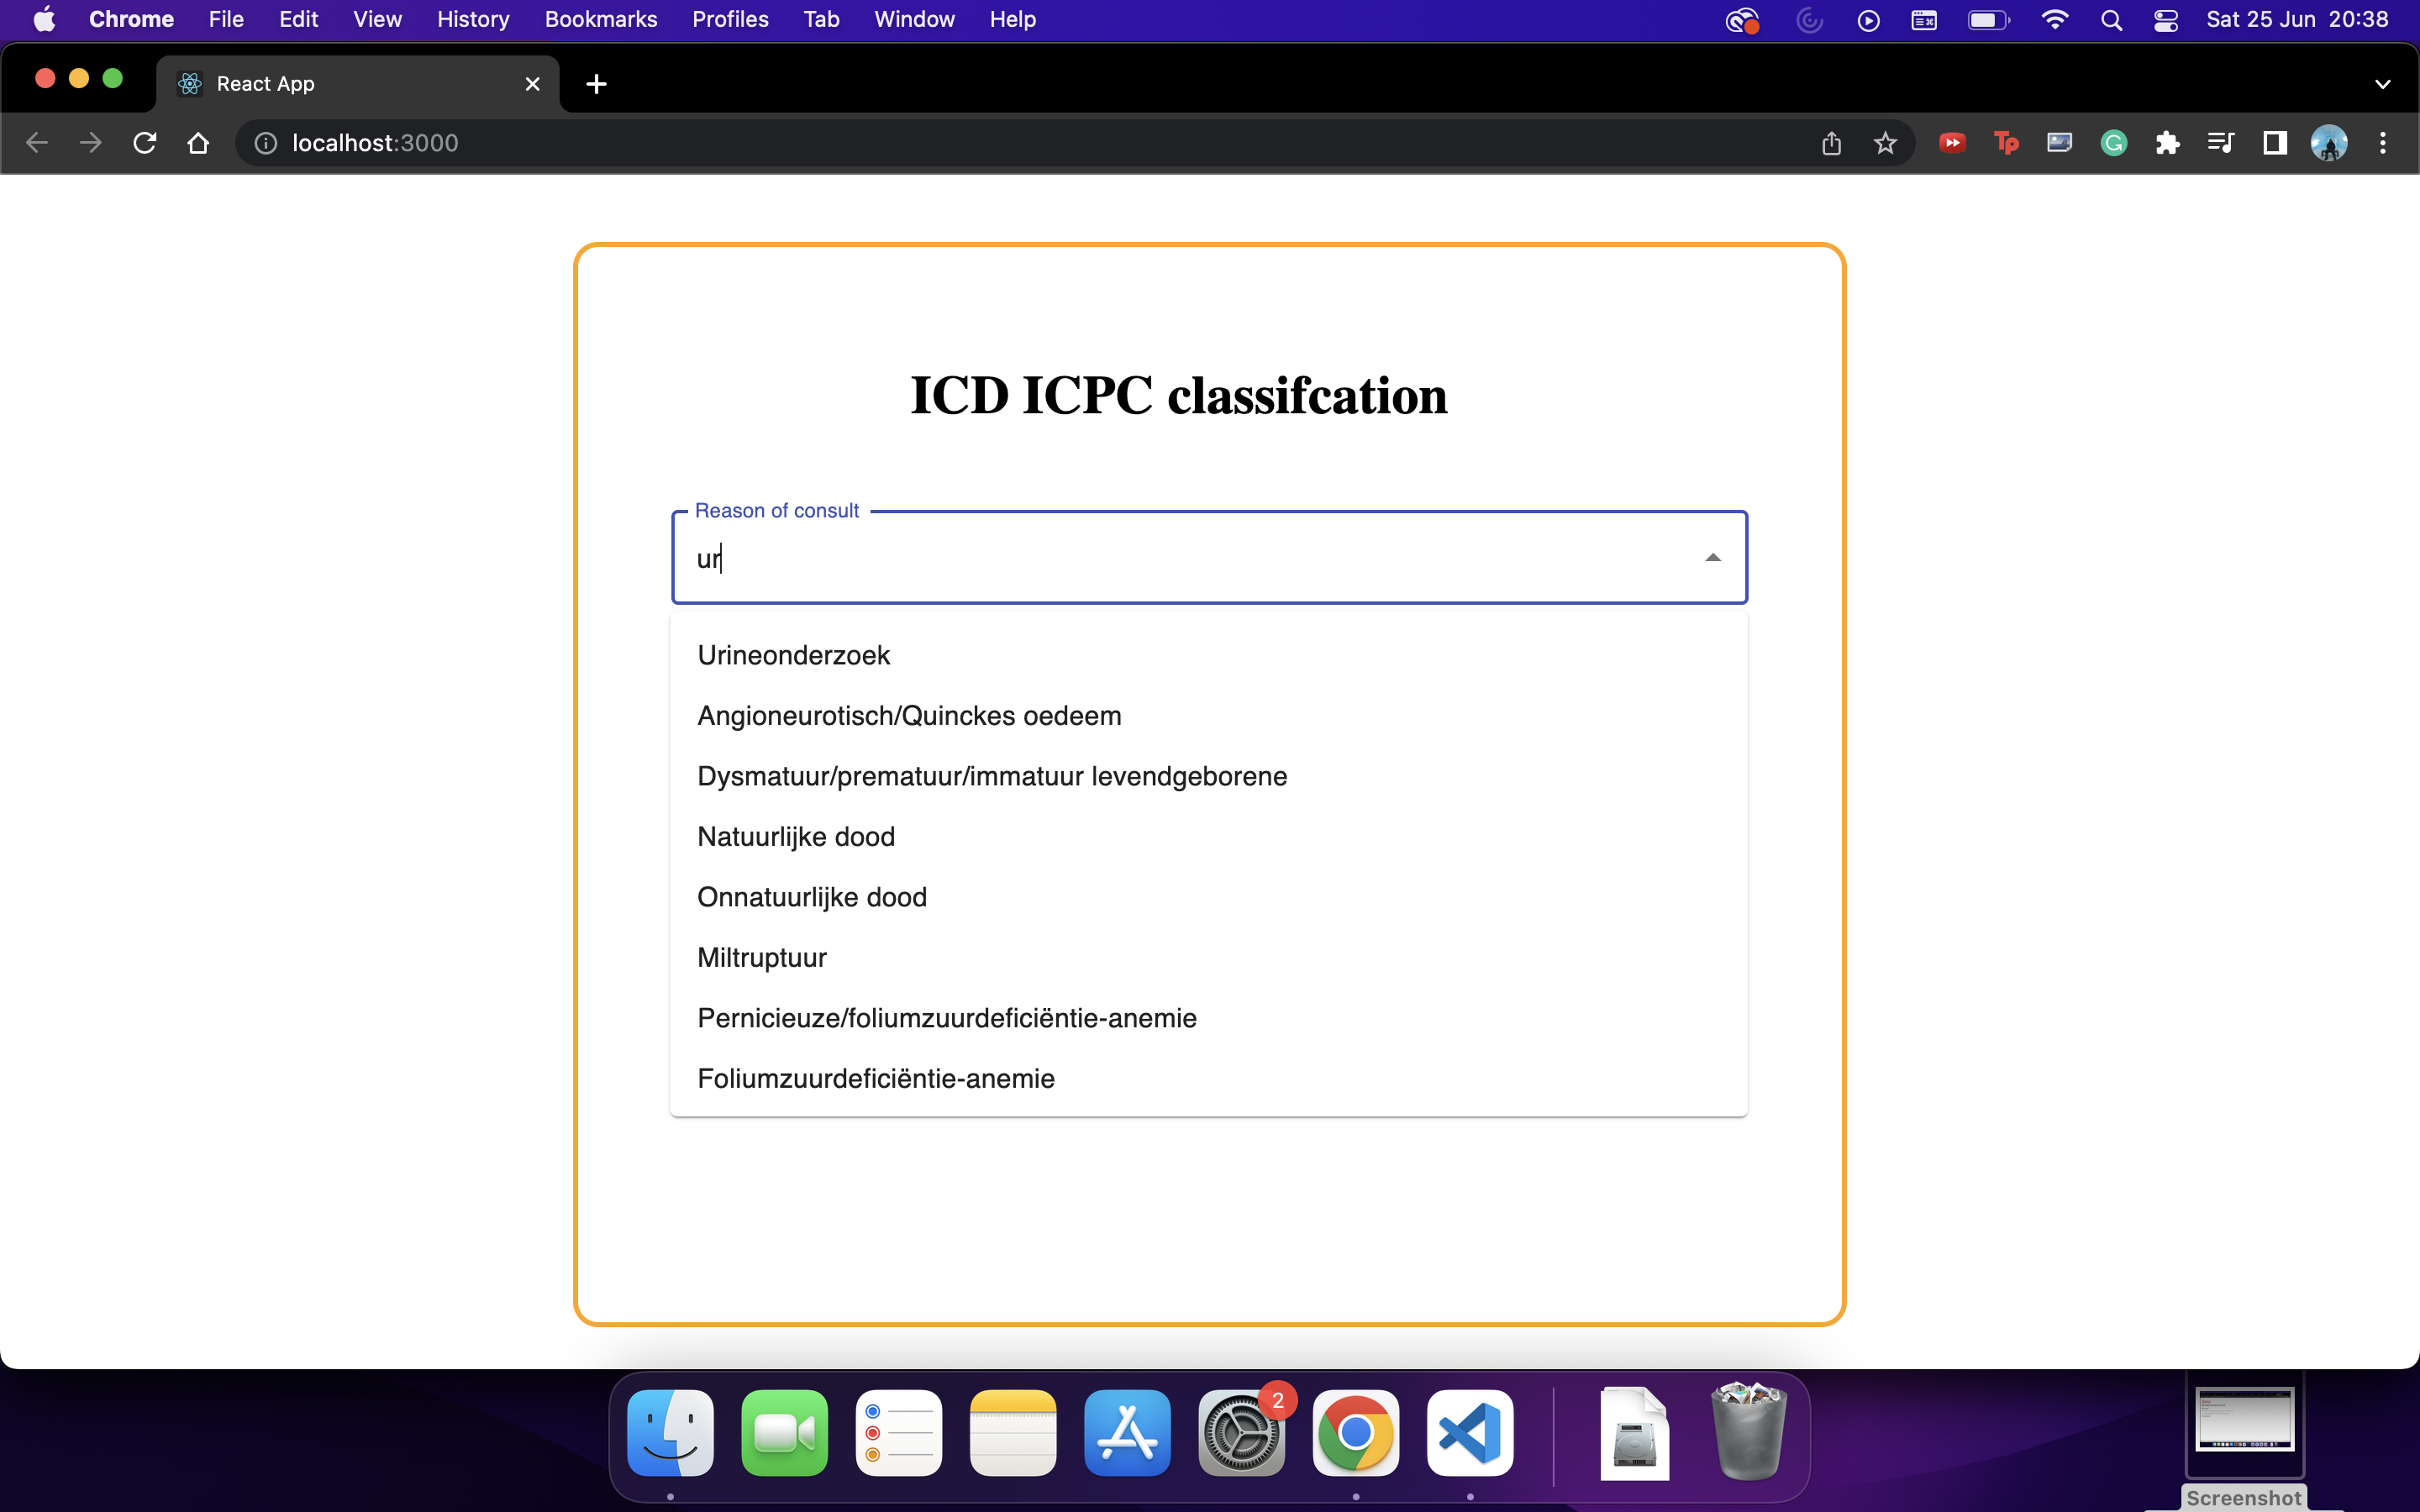 Chrome File Edit View History Bookmarks Profiles Tab Window Help Sat 25 Jun 20:38
React App
localhost:3000
Tp
ICD ICPC classifcation
Reason of consult
ur
Urineonderzoek
Angioneurotisch/Quinckes oedeem
Dysmatuur/prematuur/immatuur levendgeborene
Natuurlijke dood
Onnatuurlijke dood
Miltruptuur
Pernicieuze/foliumzuurdeficiëntie-anemie
Foliumzuurdeficiëntie-anemie
2
Screenshot